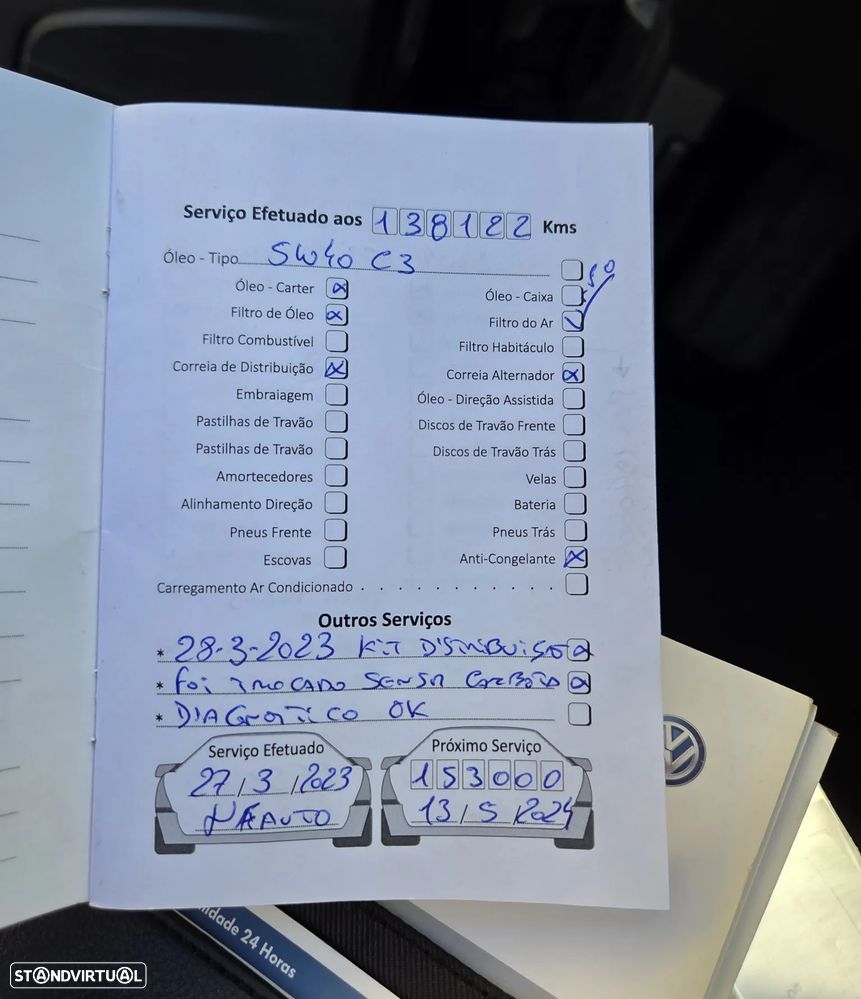 Serviço Efetuado aos 138122 Kms
Óleo - Tipo 5W40 C3
Óleo - Carter
Óleo - Caixa
Filtro de Óleo
Filtro do Ar
Filtro Combustível
Filtro Habitáculo
Correia de Distribuição
Correia Alternador
Embraiagem
Óleo - Direção Assistida
Pastilhas de Travão
Discos de Travão Frente
Pastilhas de Travão
Discos de Travão Trás
Amortecedores
Velas
Alinhamento Direção
Bateria
Pneus Frente
Pneus Trás
Escovas
Anti-Congelante
Carregamento Ar Condicionado . . . . . . . . . . .
Outros Serviços
* 28-3-2023 KIT DISTRIBUIÇÃO
* Foi TROCADO SENSOR
* DIAGNOSTICO OK
Serviço Efetuado
27/3/2023
Próximo Serviço
153000
13/5/2024
24 Horas
STANDVIRTUAL